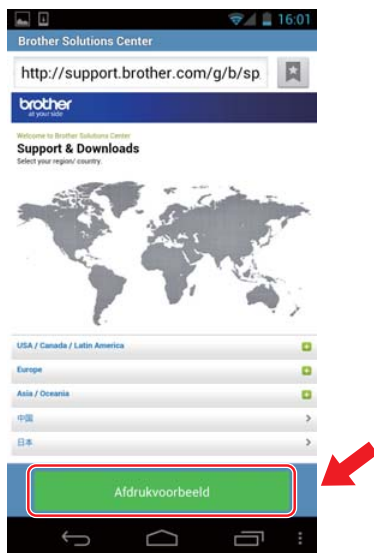 16:01
Brother Solutions Center
http://support.brother.com/g/b/sp
brother
at your side
Welcome to Brother Solutions Center
Support & Downloads
Select your region/ country.
USA / Canada / Latin America
Europe
Asia / Oceania
中国
日本
Afdrukvoorbeeld